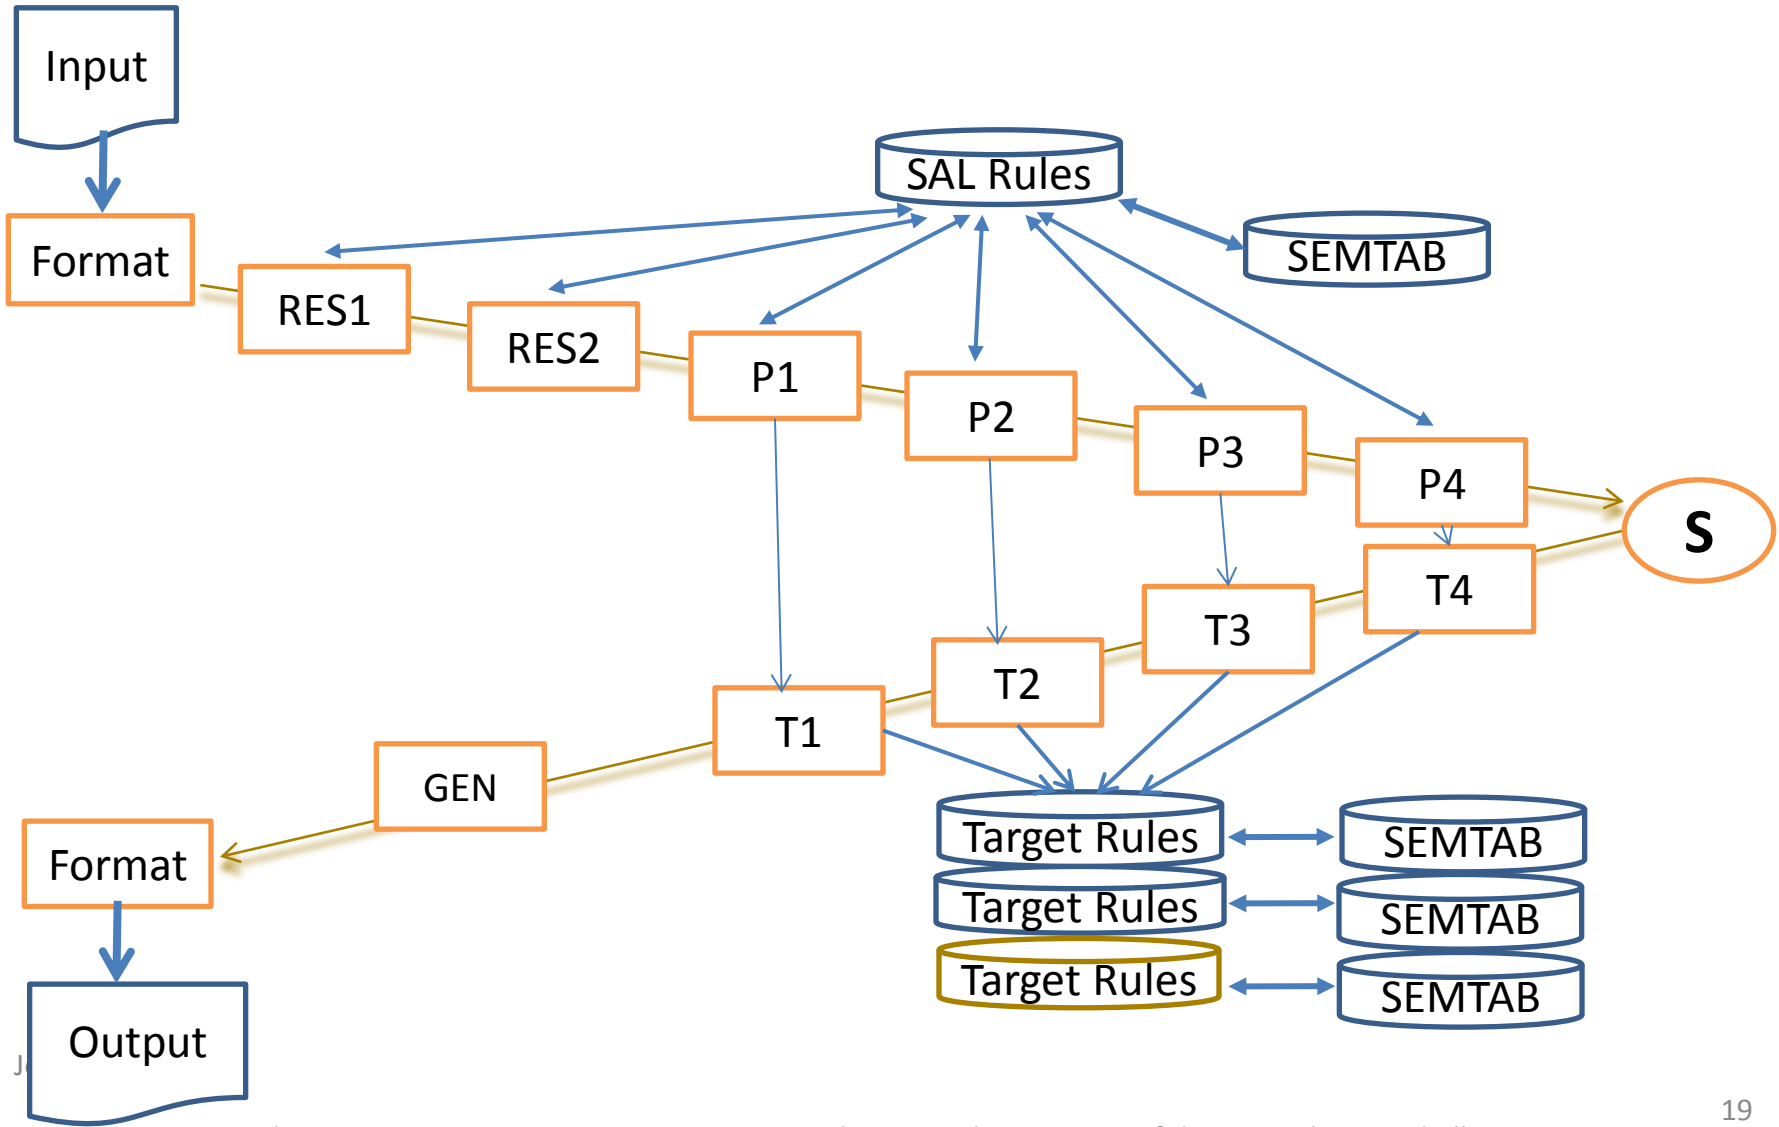 Input
SAL Rules
SEMTAB
Format
RES1
RES2
P1
P2
P3
P4
S
T4
T3
T2
T1
GEN
Format
Target Rules
SEMTAB
Target Rules
SEMTAB
Target Rules
SEMTAB
Output
19